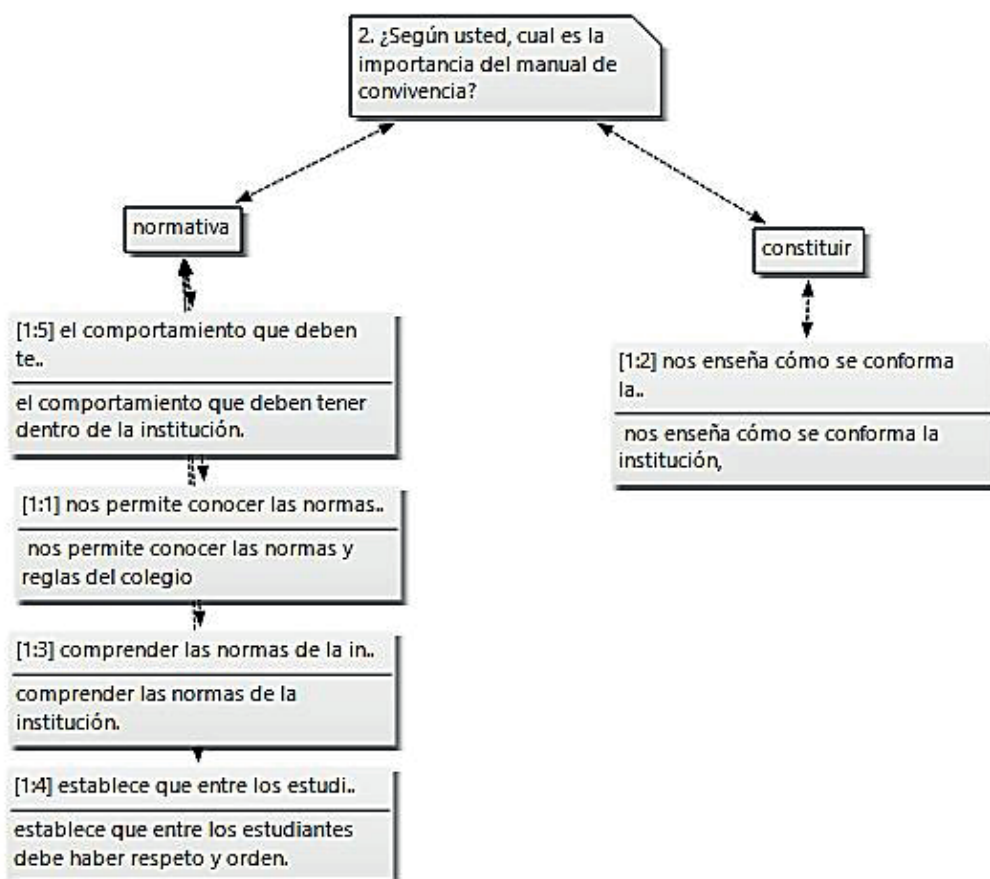 2. ¿Según usted, cual es la
importancia del manual de
convivencia?
normativa
constituir
[1:5] el comportamiento que deben
te..
el comportamiento que deben tener
dentro de la institución.
[1:1] nos permite conocer las normas..
nos permite conocer las normas y
reglas del colegio
[1:3] comprender las normas de la in..
comprender las normas de la
institución.
[1:4] establece que entre los estudi..
establece que entre los estudiantes
debe haber respeto y orden.
[1:2] nos enseña cómo se conforma
la..
nos enseña cómo se conforma la
institución,